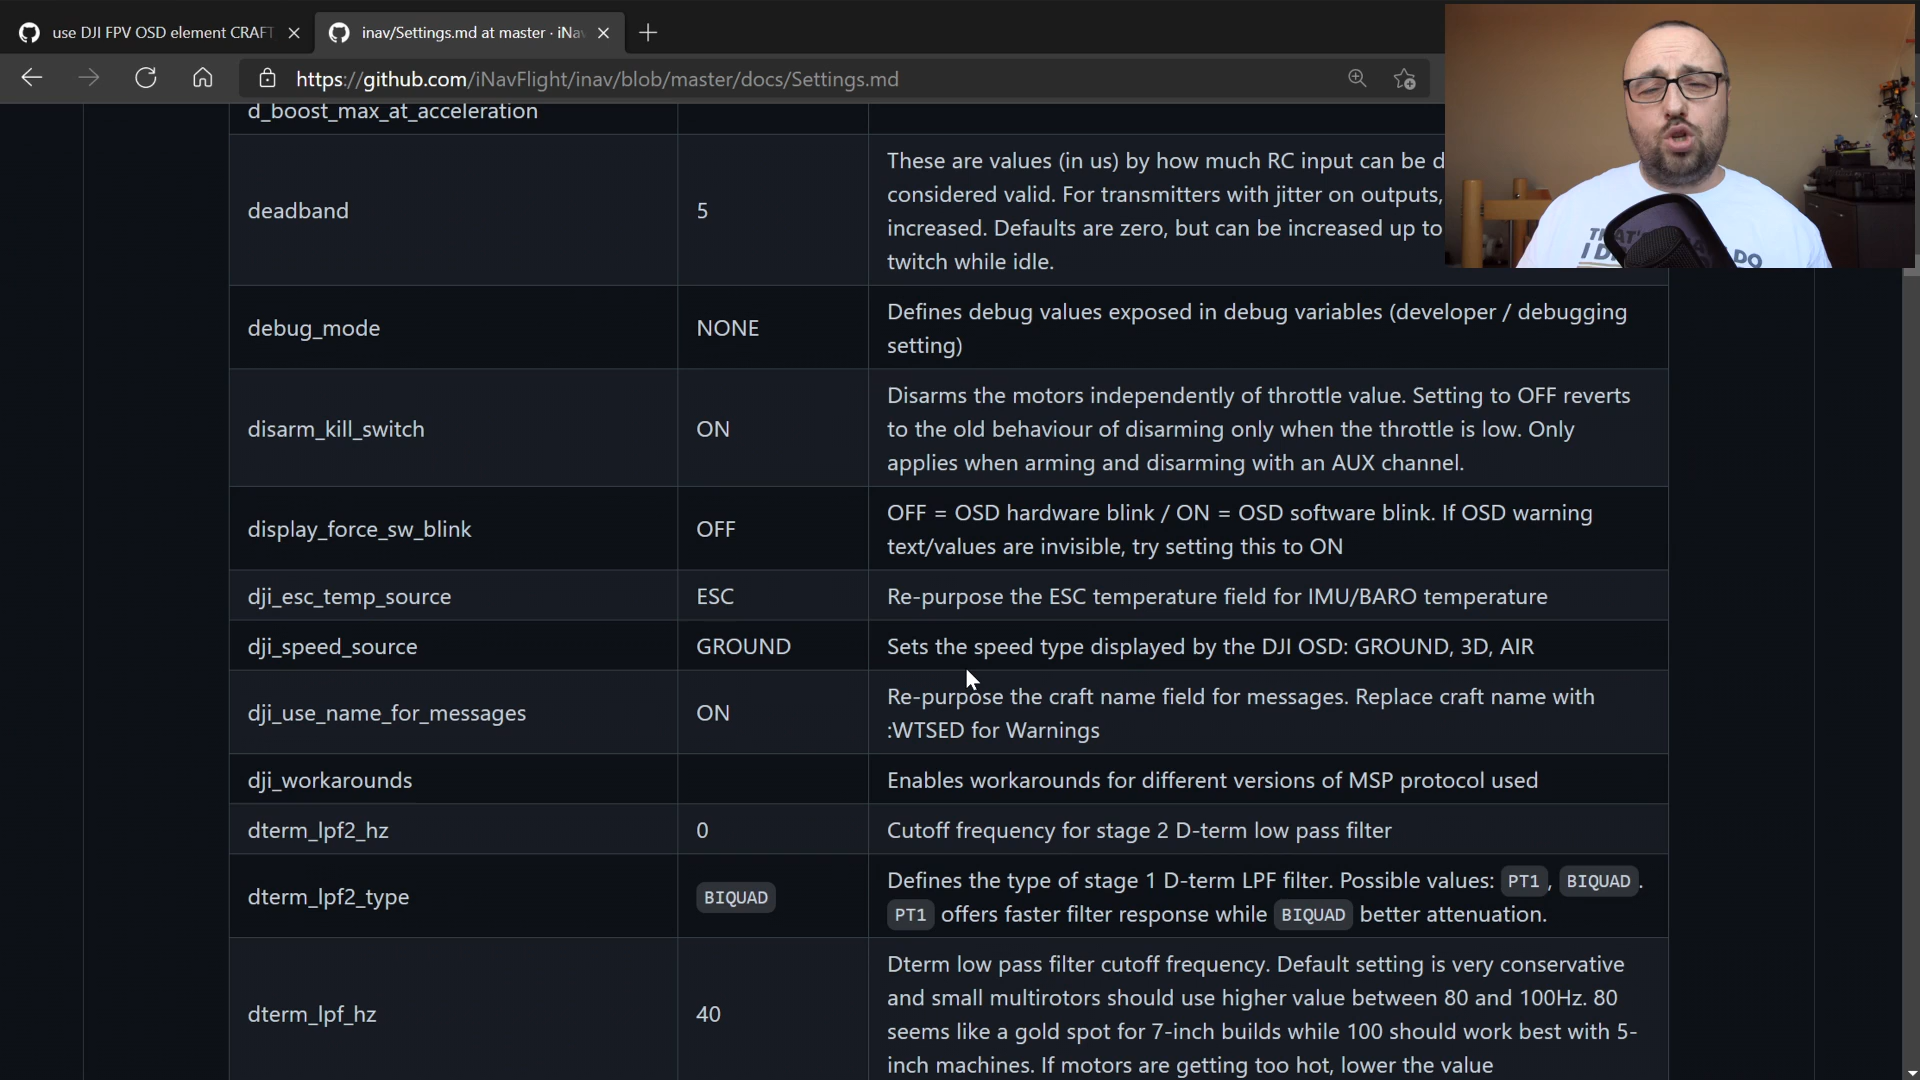 use DJI FPV OSD element CRAFT
inav/Settings.md at master · iNa
https://github.com/iNavFlight/inav/blob/master/docs/Settings.md
d_boost_max_at_acceleration
deadband
5
These are values (in us) by how much RC input can be d
considered valid. For transmitters with jitter on outputs,
increased. Defaults are zero, but can be increased up to
twitch while idle.
debug_mode
NONE
Defines debug values exposed in debug variables (developer / debugging
setting)
disarm_kill_switch
ON
Disarms the motors independently of throttle value. Setting to OFF reverts
to the old behaviour of disarming only when the throttle is low. Only
applies when arming and disarming with an AUX channel.
display_force_sw_blink
OFF
OFF = OSD hardware blink / ON = OSD software blink. If OSD warning
text/values are invisible, try setting this to ON
dji_esc_temp_source
ESC
Re-purpose the ESC temperature field for IMU/BARO temperature
dji_speed_source
GROUND
Sets the speed type displayed by the DJI OSD: GROUND, 3D, AIR
dji_use_name_for_messages
ON
Re-purpose the craft name field for messages. Replace craft name with
:WTSED for Warnings
dji_workarounds
Enables workarounds for different versions of MSP protocol used
dterm_lpf2_hz
0
Cutoff frequency for stage 2 D-term low pass filter
dterm_lpf2_type
BIQUAD
Defines the type of stage 1 D-term LPF filter. Possible values: PT1 , BIQUAD .
PT1 offers faster filter response while BIQUAD better attenuation.
dterm_lpf_hz
40
Dterm low pass filter cutoff frequency. Default setting is very conservative
and small multirotors should use higher value between 80 and 100Hz. 80
seems like a gold spot for 7-inch builds while 100 should work best with 5-
inch machines. If motors are getting too hot, lower the value